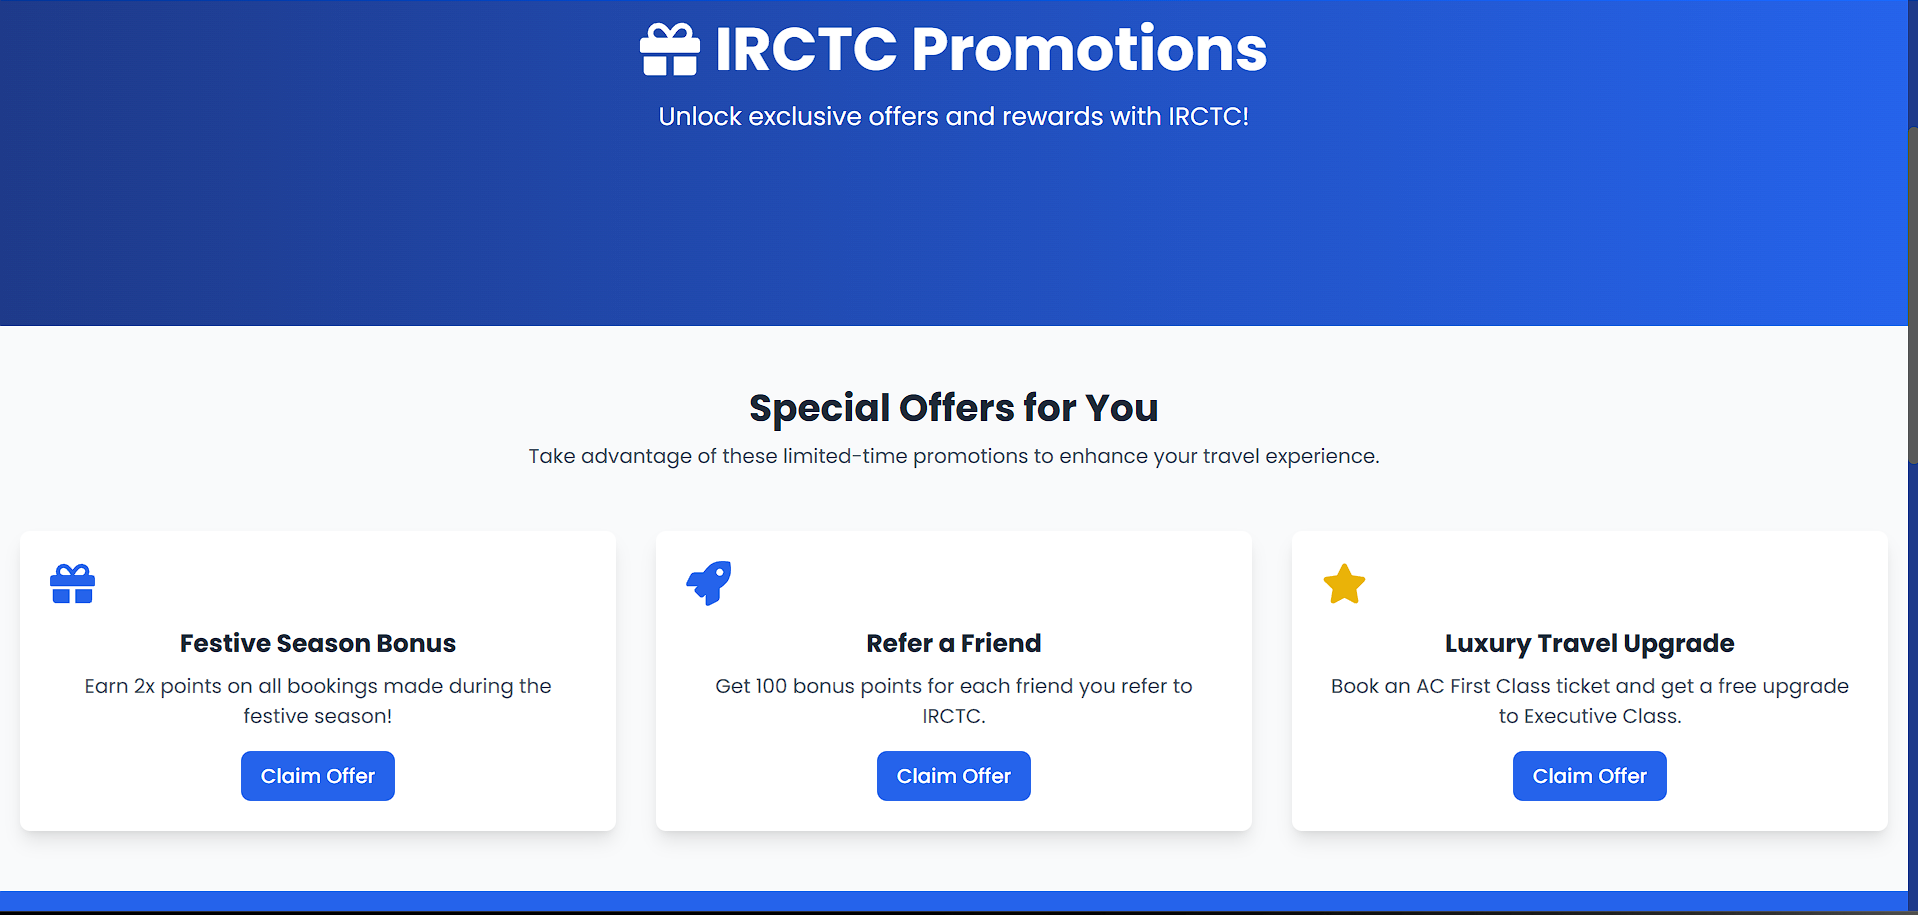 IRCTC Promotions
Unlock exclusive offers and rewards with IRCTC!
Special Offers for You
Take advantage of these limited-time promotions to enhance your travel experience.
Festive Season Bonus
Earn 2x points on all bookings made during the
festive season!
Claim Offer
Refer a Friend
Get 100 bonus points for each friend you refer to
IRCTC.
Claim Offer
Luxury Travel Upgrade
Book an AC First Class ticket and get a free upgrade
to Executive Class.
Claim Offer